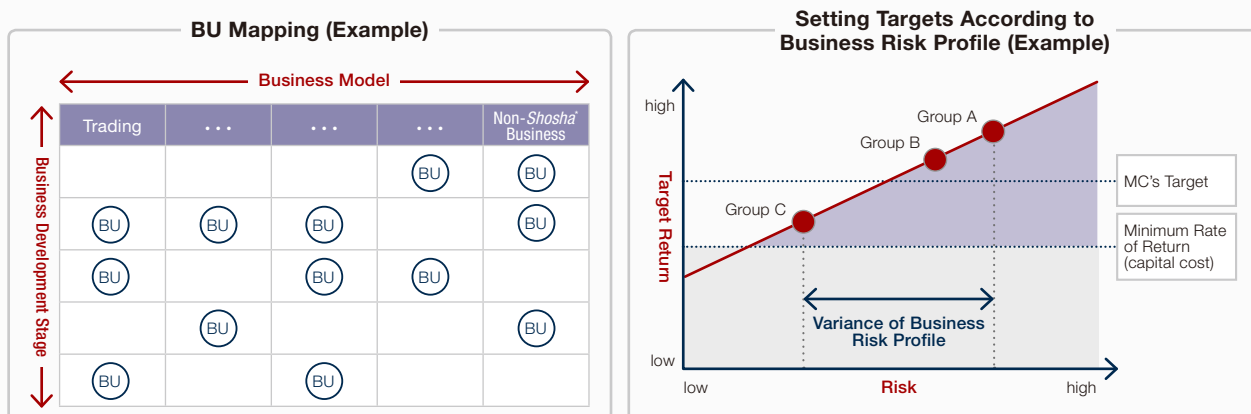 BU Mapping (Example)
Business Model
Business Development Stage
Trading
...
...
...
Non-Shosha*
Business
BU
BU
BU
BU
BU
BU
BU
BU
BU
BU
BU
BU
BU
Setting Targets According to
Business Risk Profile (Example)
high
Target Return
Group A
Group B
Group C
MC's Target
Minimum Rate
of Return
(capital cost)
Variance of Business
Risk Profile
low
low
Risk
high